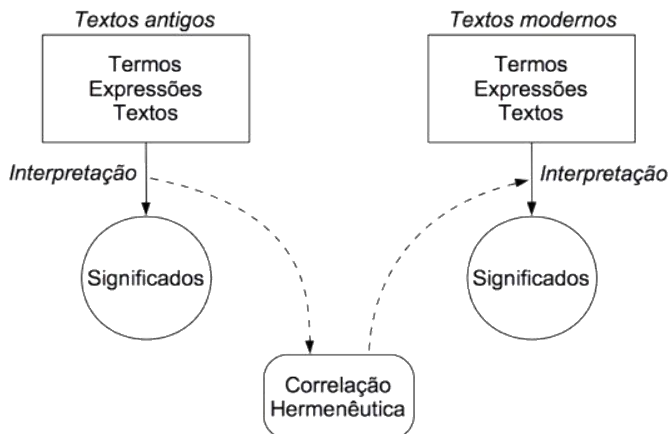 Textos antigos
Termos
Expressões
Textos
Interpretação
Significados
Textos modernos
Termos
Expressões
Textos
Interpretação
Significados
Correlação
Hermenêutica